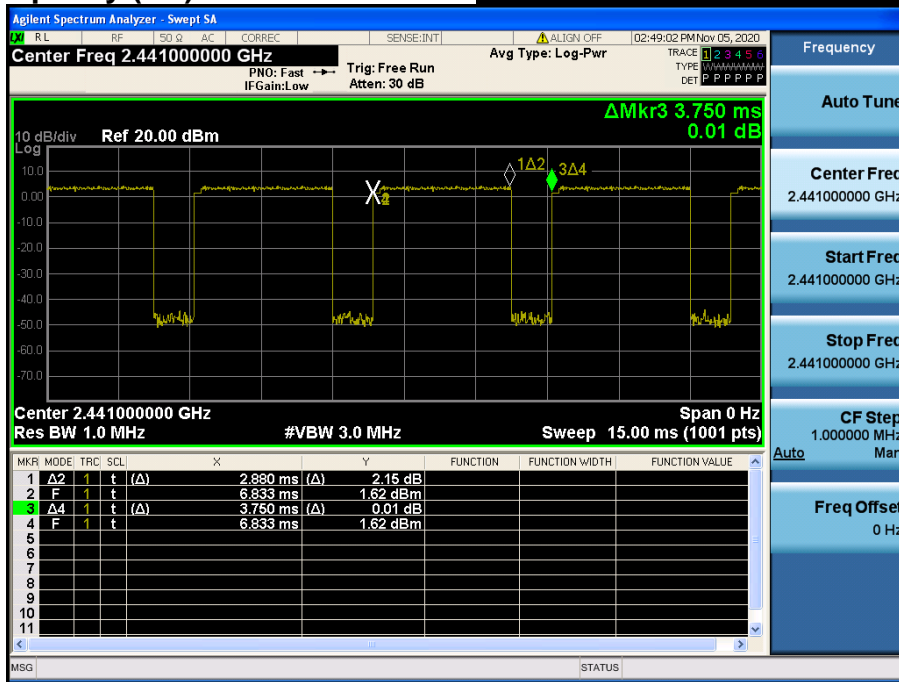 Agilent Spectrum Analyzer - Swept SA
LXI RL RF 50 Ω AC CORREC SENSE:INT ALIGN OFF 02:49:02 PM Nov 05, 2020
Center Freq 2.441000000 GHz
PNO: Fast
IFGain:Low
Trig: Free Run
Atten: 30 dB
Avg Type: Log-Pwr
TRACE 1 2 3 4 5 6
TYPE WWWWWW
DET P P P P P P
ΔMkr3 3.750 ms
0.01 dB
10 dB/div Ref 20.00 dBm
Log
10.0
0.00
-10.0
-20.0
-30.0
-40.0
-50.0
-60.0
-70.0
1Δ2
3Δ4
X2
Center 2.441000000 GHz Span 0 Hz
Res BW 1.0 MHz #VBW 3.0 MHz Sweep 15.00 ms (1001 pts)
MKR MODE TRC SCL X Y FUNCTION FUNCTION WIDTH FUNCTION VALUE
1 Δ2 1 t (Δ) 2.880 ms (Δ) 2.15 dB
2 F 1 t 6.833 ms 1.62 dBm
3 Δ4 1 t (Δ) 3.750 ms (Δ) 0.01 dB
4 F 1 t 6.833 ms 1.62 dBm
5
6
7
8
9
10
11
MSG STATUS
Frequency
Auto Tune
Center Freq
2.441000000 GHz
Start Freq
2.441000000 GHz
Stop Freq
2.441000000 GHz
CF Step
1.000000 MHz
Auto Man
Freq Offset
0 Hz